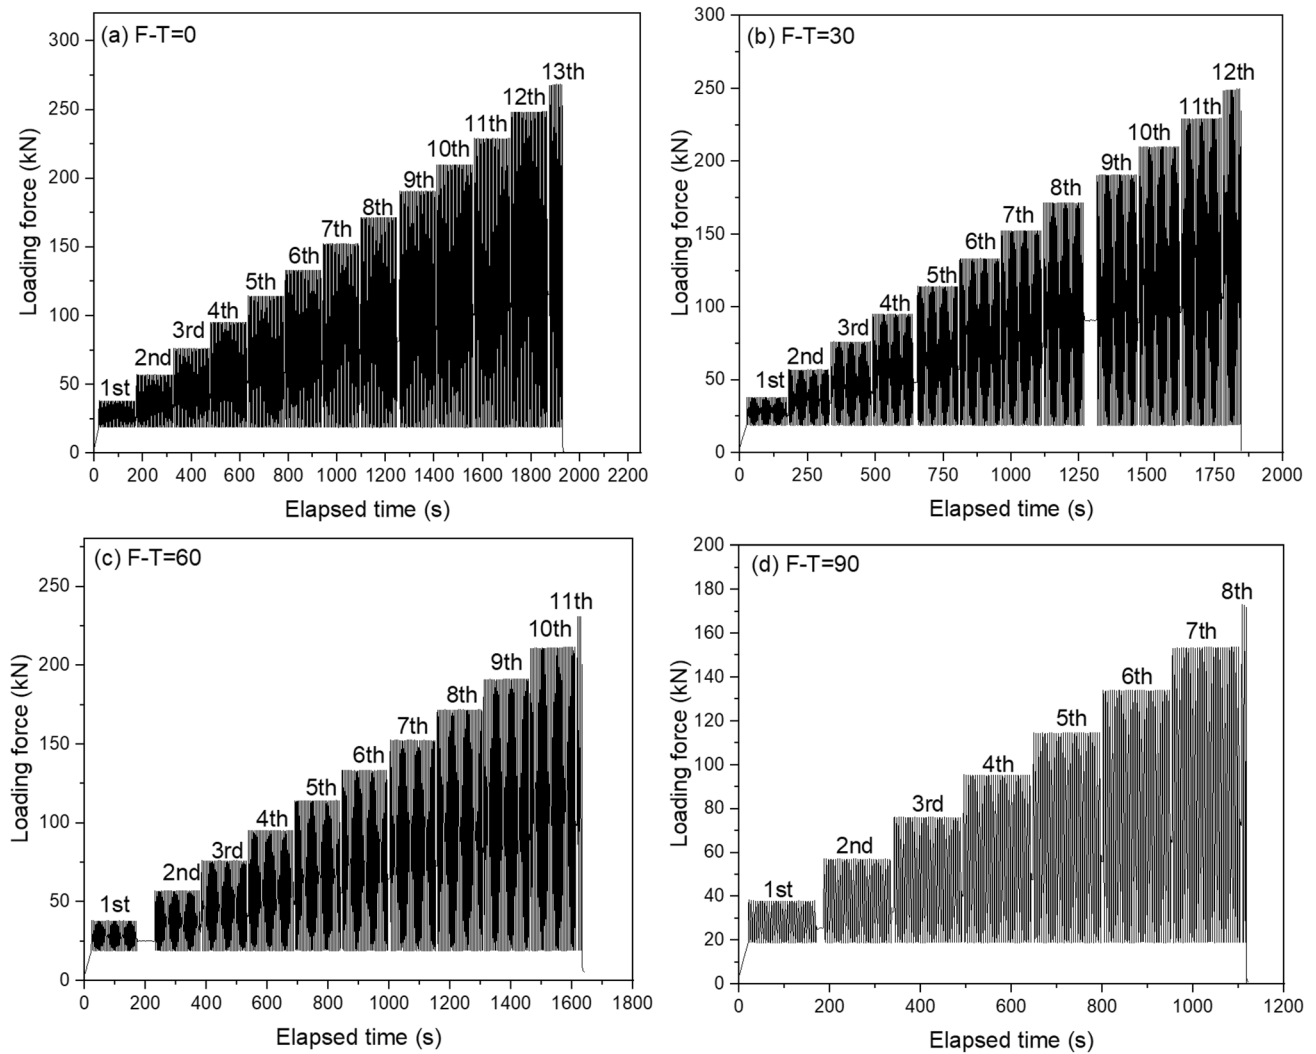 (a) F-T=0
Loading force (kN)
300
250
200
150
100
50
0
1st
2nd
3rd
4th
5th
6th
7th
8th
9th
10th
11th
12th
13th
0 200 400 600 800 1000 1200 1400 1600 1800 2000 2200
Elapsed time (s)
(b) F-T=30
Loading force (kN)
300
250
200
150
100
50
0
1st
2nd
3rd
4th
5th
6th
7th
8th
9th
10th
11th
12th
0 250 500 750 1000 1250 1500 1750 2000
Elapsed time (s)
(c) F-T=60
Loading force (kN)
250
200
150
100
50
0
1st
2nd
3rd
4th
5th
6th
7th
8th
9th
10th
11th
0 200 400 600 800 1000 1200 1400 1600 1800
Elapsed time (s)
(d) F-T=90
Loading force (kN)
200
180
160
140
120
100
80
60
40
20
0
1st
2nd
3rd
4th
5th
6th
7th
8th
0 200 400 600 800 1000 1200
Elapsed time (s)